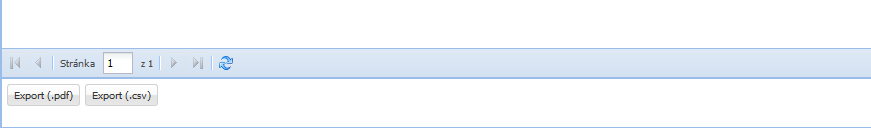 Stránka 1 z 1
Export (.pdf) Export (.csv)